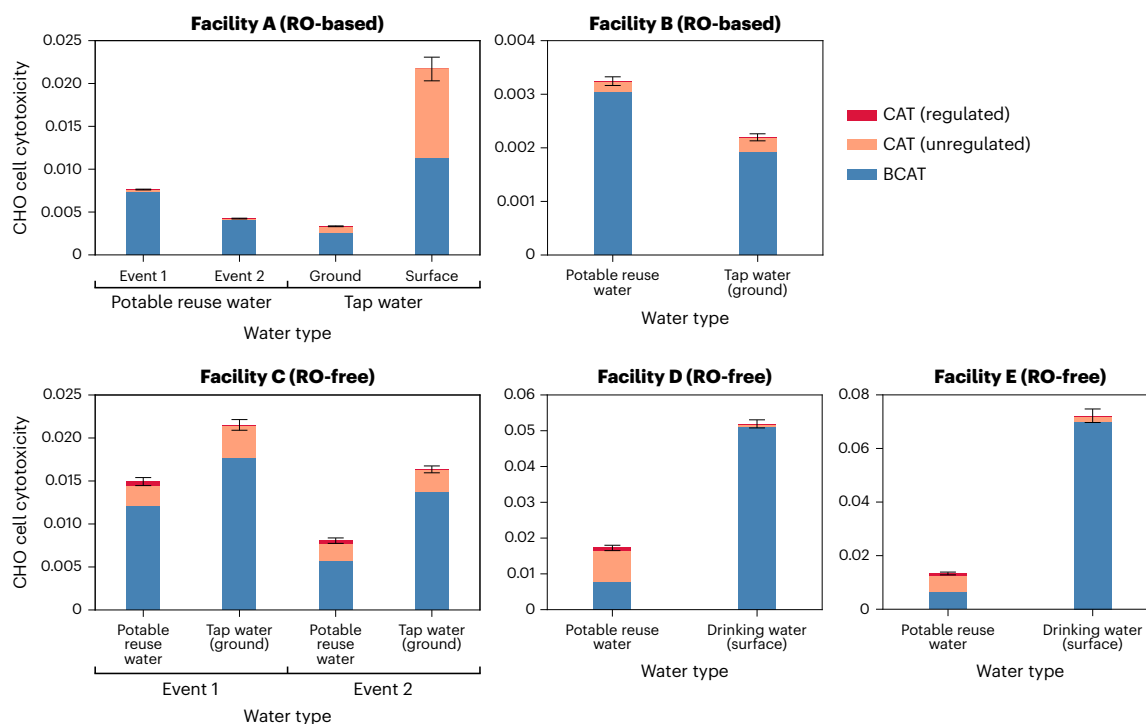 Facility A (RO-based)
CHO cell cytotoxicity
0.025
0.020
0.015
0.010
0.005
0
Event 1
Event 2
Ground
Surface
Potable reuse water
Tap water
Water type
Facility B (RO-based)
0.004
0.003
0.002
0.001
0
Potable reuse
water
Tap water
(ground)
Water type
CAT (regulated)
CAT (unregulated)
BCAT
Facility C (RO-free)
CHO cell cytotoxicity
0.025
0.020
0.015
0.010
0.005
0
Potable
reuse
water
Tap water
(ground)
Potable
reuse
water
Tap water
(ground)
Event 1
Event 2
Water type
Facility D (RO-free)
0.06
0.05
0.04
0.03
0.02
0.01
0
Potable reuse
water
Drinking water
(surface)
Water type
Facility E (RO-free)
0.08
0.06
0.04
0.02
0
Potable reuse
water
Drinking water
(surface)
Water type